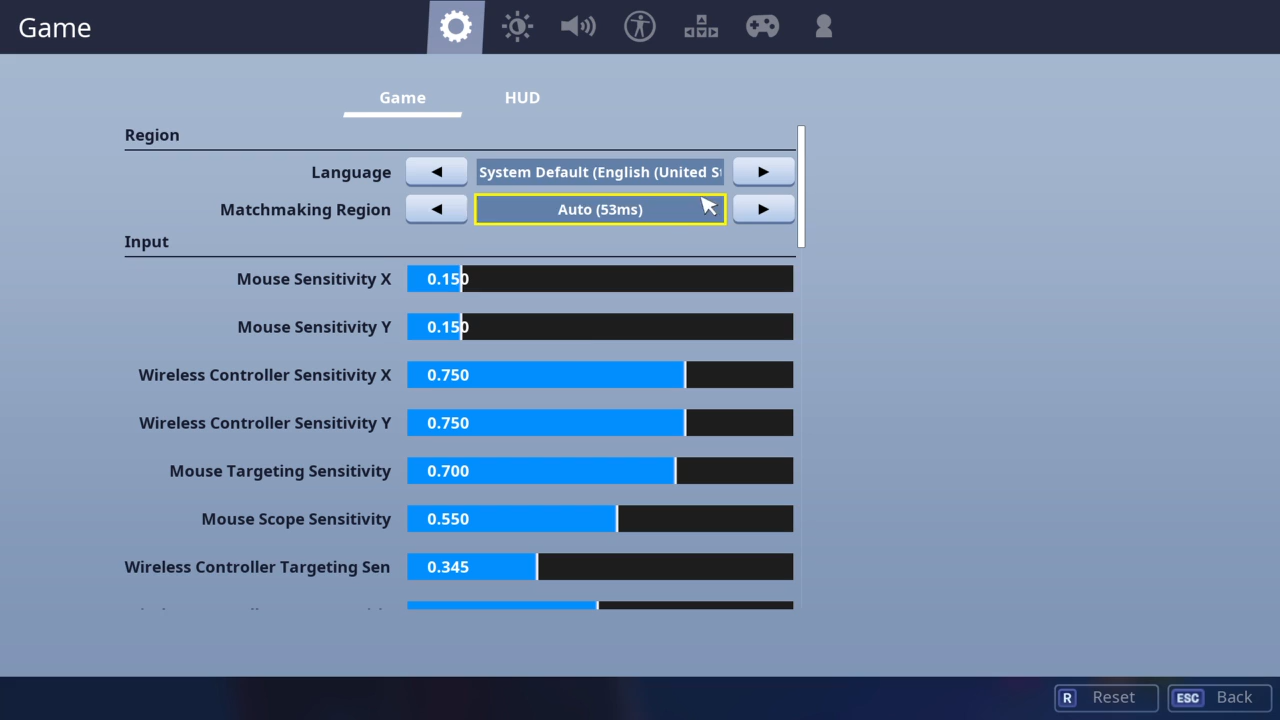 Game
Game HUD
Region
Language System Default (English (United S
Matchmaking Region Auto (53ms)
Input
Mouse Sensitivity X 0.150
Mouse Sensitivity Y 0.150
Wireless Controller Sensitivity X 0.750
Wireless Controller Sensitivity Y 0.750
Mouse Targeting Sensitivity 0.700
Mouse Scope Sensitivity 0.550
Wireless Controller Targeting Sen 0.345
R Reset ESC Back